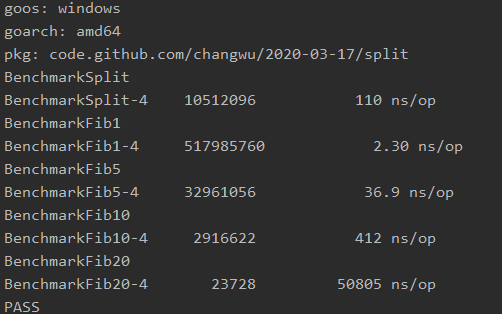 goos: windows
goarch: amd64
pkg: code.github.com/changwu/2020-03-17/split
BenchmarkSplit
BenchmarkSplit-4    10512096    110 ns/op
BenchmarkFib1
BenchmarkFib1-4    517985760    2.30 ns/op
BenchmarkFib5
BenchmarkFib5-4    32961056    36.9 ns/op
BenchmarkFib10
BenchmarkFib10-4    2916622    412 ns/op
BenchmarkFib20
BenchmarkFib20-4    23728    50805 ns/op
PASS